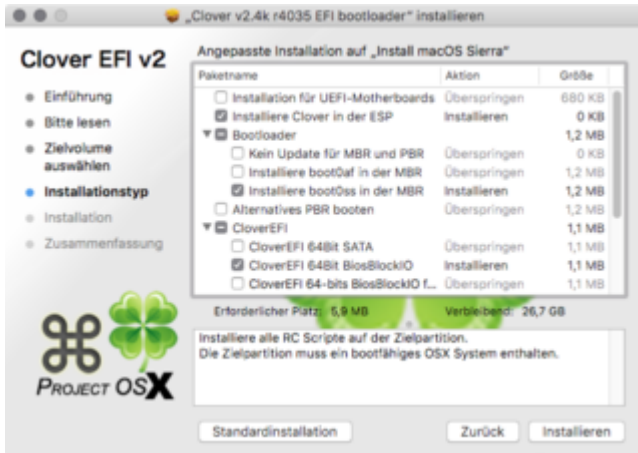 „Clover v2.4k r4035 EFI bootloader“ installieren
Clover EFI v2
Einführung
Bitte lesen
Zielvolume
auswählen
Installationstyp
Installation
Zusammenfassung
PROJECT OSX
Angepasste Installation auf „Install macOS Sierra“
Paketname Aktion Größe
Installation für UEFI-Motherboards Überspringen 680 KB
Installiere Clover in der ESP Installieren 0 KB
Bootloader 1,2 MB
Kein Update für MBR und PBR Überspringen 0 KB
Installiere boot0af in der MBR Überspringen 1,2 MB
Installiere boot0ss in der MBR Installieren 1,2 MB
Alternatives PBR booten Überspringen 1,2 MB
CloverEFI 1,1 MB
CloverEFI 64Bit SATA Überspringen 1,1 MB
CloverEFI 64Bit BiosBlockIO Installieren 1,1 MB
CloverEFI 64-bits BiosBlockIO f... Überspringen 1,1 MB
Erforderlicher Platz: 5,9 MB Verbleibend: 26,7 GB
Installiere alle RC Scripte auf der Zielpartition.
Die Zielpartition muss ein bootfähiges OSX System enthalten.
Standardinstallation Zurück Installieren